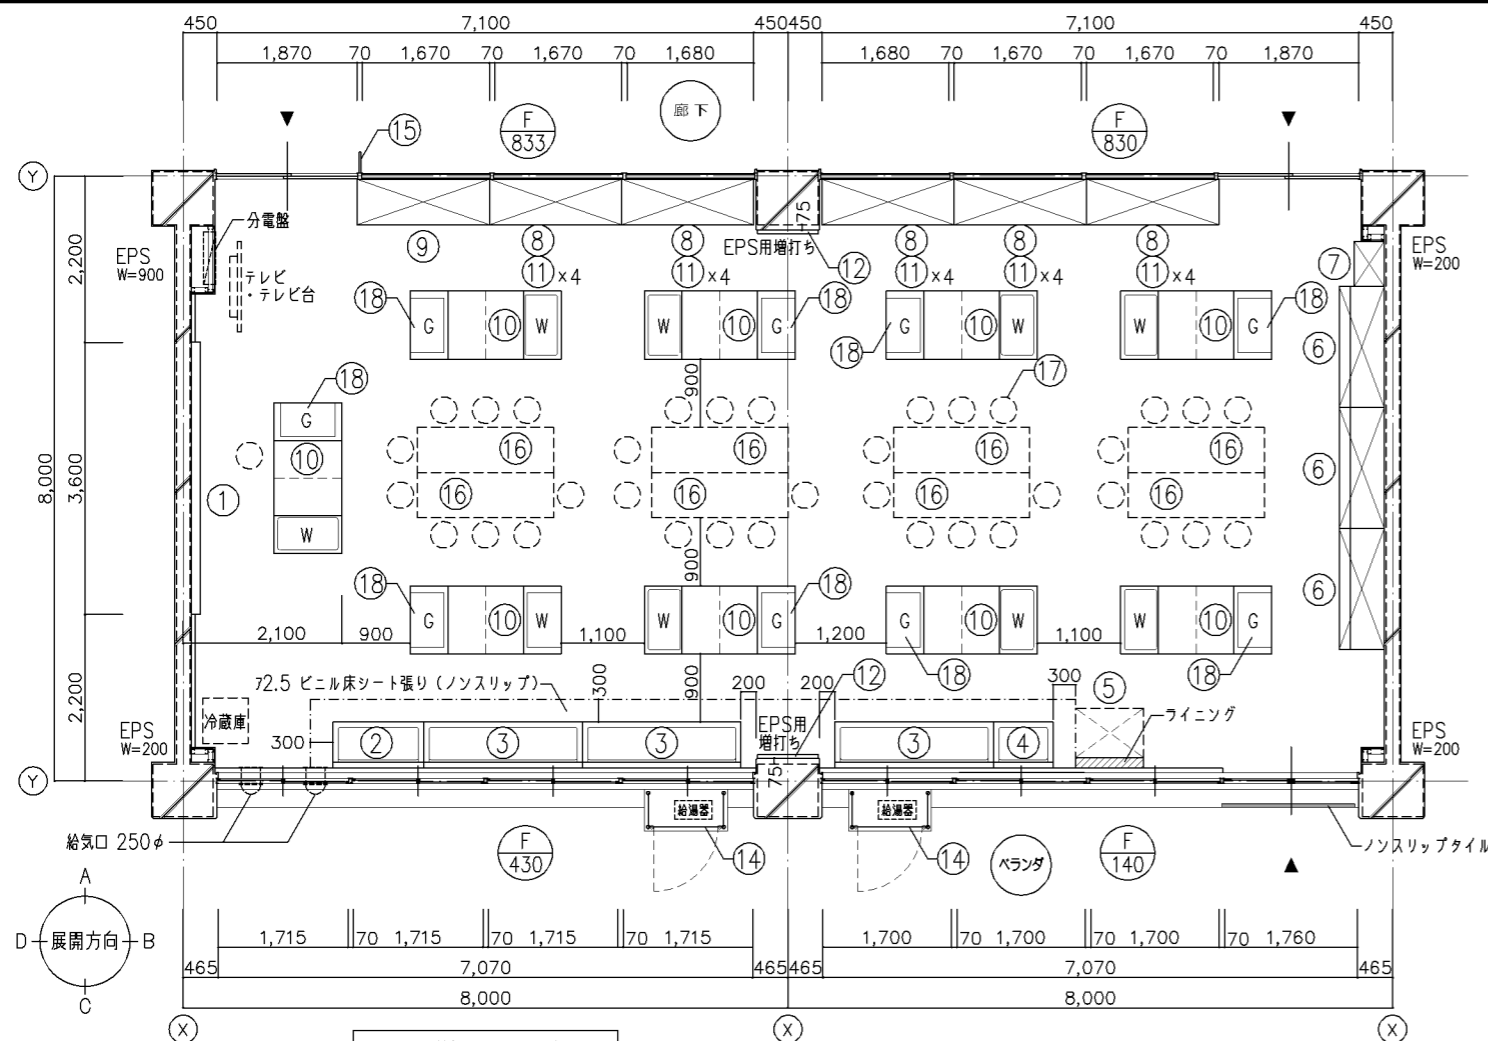 450 7,100 450 450 7,100 450
1,870 70 1,670 70 1,670 70 1,680 1,680 70 1,670 70 1,670 70 1,870
廊下
F
833
F
830
15
Y
分電盤
EPS
W=900
テレビ
・テレビ台
9
8 8 8 8 8
11 ×4 11 ×4 11 ×4 11 ×4 11 ×4
75
EPS用増打ち
12
EPS
W=200
7
2,200
18 G 10 W W 10 G 18 18 G 10 W W 10 G 18
6
900
17
18
G
10
W
1
16 16 16 16
16 16 16 16
6
8,000
3,600
900
6
18 G 10 W W 10 G 18 G 10 W W 10 G
18 18
2,100 900 1,100 1,200 1,100
2,200
ア2.5 ビニル床シート張り(ノンスリップ)
300
900
200 200
12
300
5
ライニング
EPS
W=200
冷蔵庫
300
2 3 3
EPS用
増打ち
75
3 4
EPS
W=200
Y
給気口 250φ
給湯器
給湯器
14
14
F
430
ベランダ
F
140
ノンスリップタイル
A
D 展開方向 B
C
1,715 70 1,715 70 1,715 70 1,715 1,700 70 1,700 70 1,700 70 1,760
465 7,070 465 465 7,070 465
8,000 8,000
X X X